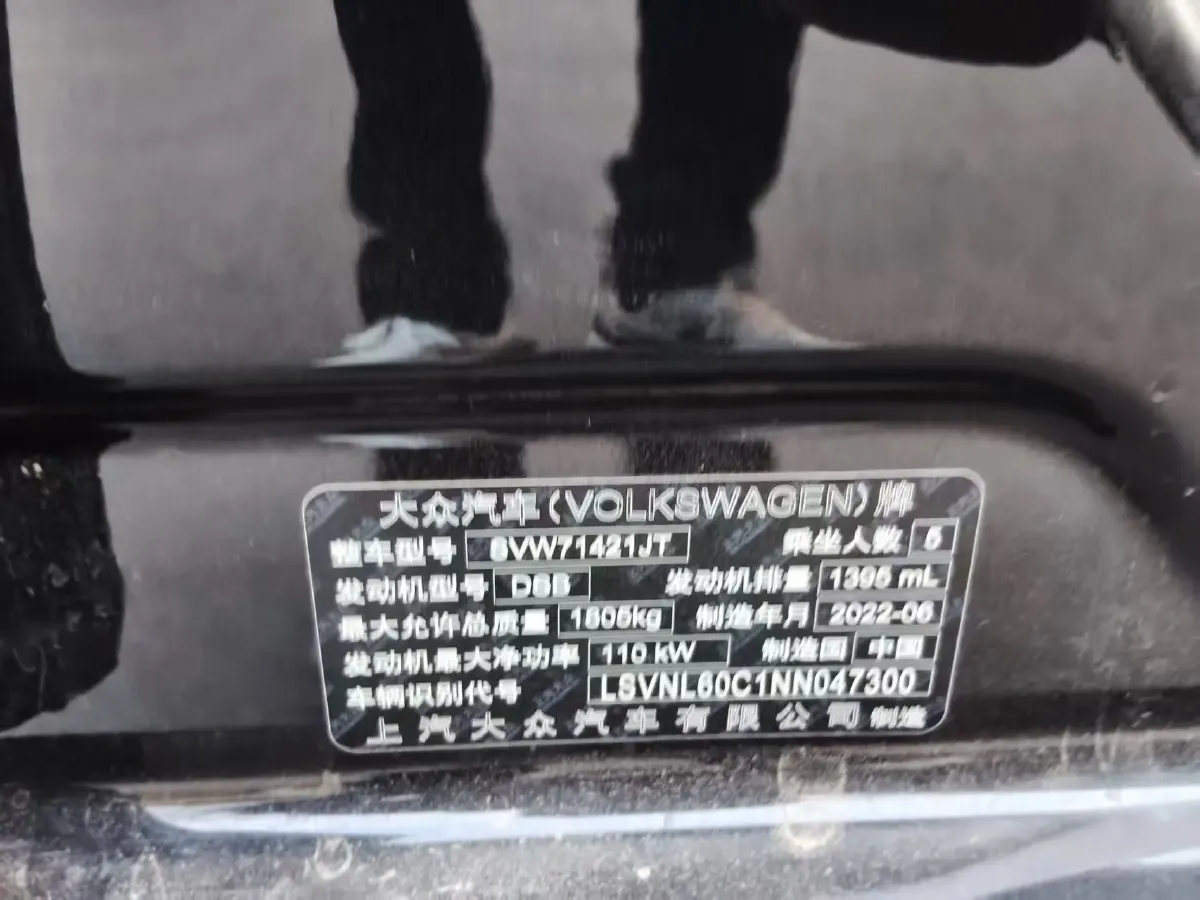 大众汽车(VOLKSWAGEN)牌
整车型号 SVW71421JT 乘坐人数 5
发动机型号 DSB 发动机排量 1395 mL
最大允许总质量 1805kg 制造年月 2022-06
发动机最大净功率 110 kW 制造国 中国
车辆识别代号 LSVNL60C1NN047300
上汽大众汽车有限公司 制造